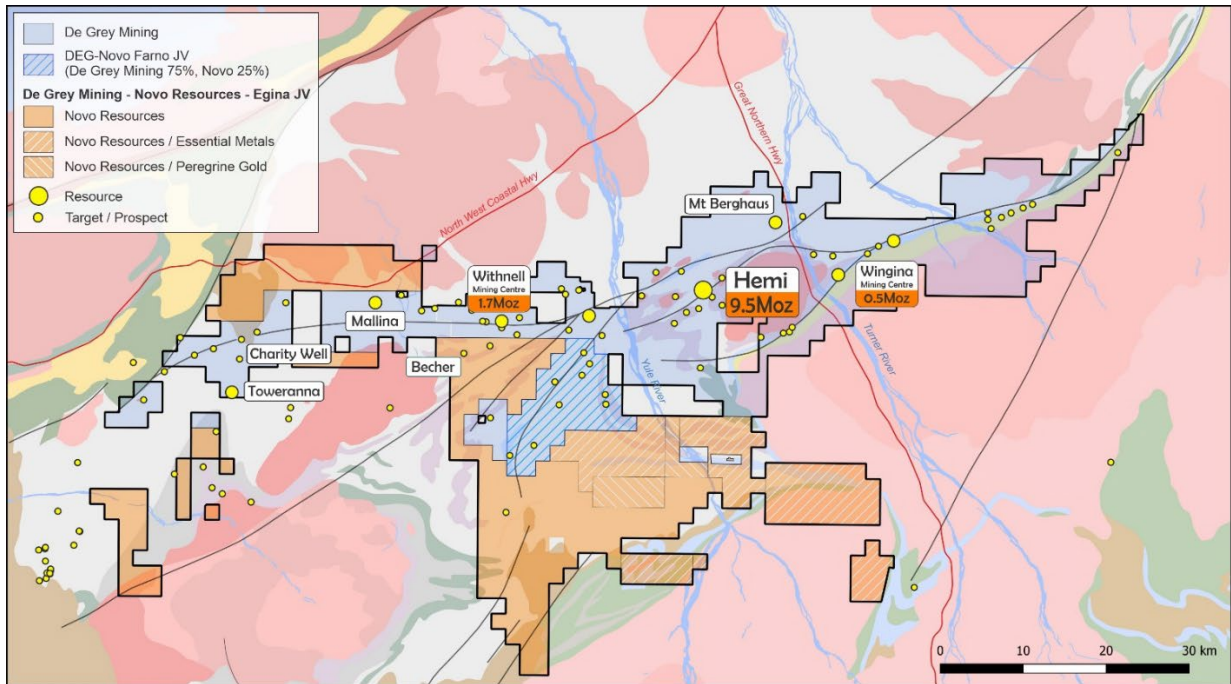 De Grey Mining
DEG-Novo Farno JV
(De Grey Mining 75%, Novo 25%)
De Grey Mining - Novo Resources - Egina JV
Novo Resources
Novo Resources / Essential Metals
Novo Resources / Peregrine Gold
Resource
Target / Prospect
North West Coastal Hwy
Great Northern Hwy
Mt Berghaus
Withnell
Mining Centre
1.7Moz
Hemi
9.5Moz
Wingina
Mining Centre
0.5Moz
Mallina
Charity Well
Becher
Toweranna
Yule River
Turner River
0 10 20 30 km